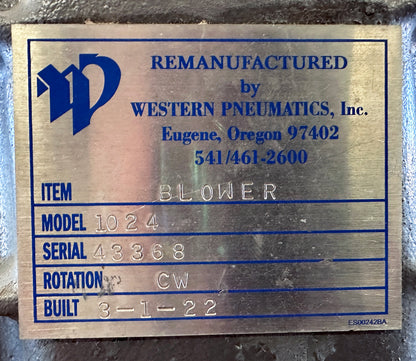 REMANUFACTURED
by
WESTERN PNEUMATICS, Inc.
Eugene, Oregon 97402
541/461-2600
ITEM BLOWER
MODEL 1024
SERIAL 43368
ROTATION CW
BUILT 3-1-22
ES00242BA